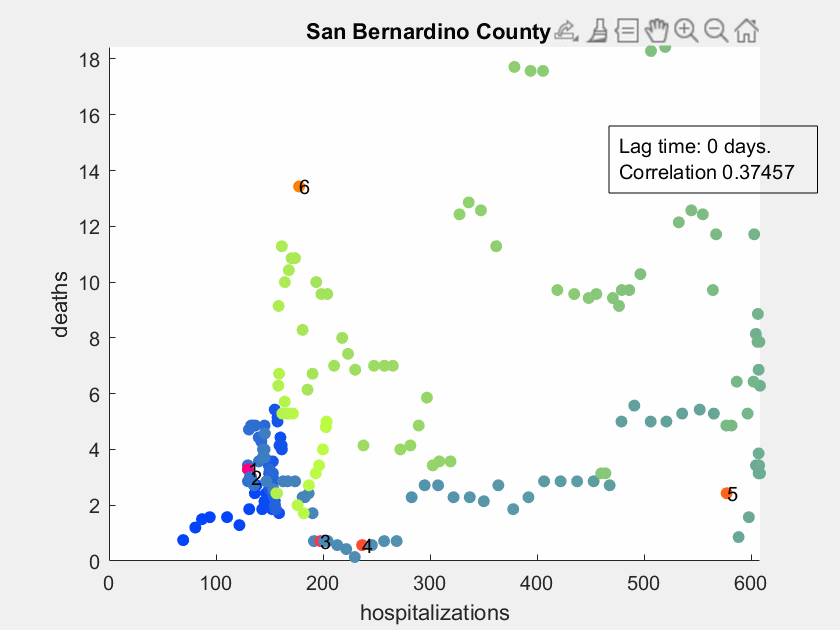 San Bernardino County
Lag time: 0 days.
Correlation 0.37457
deaths
18
16
14
12
10
8
6
4
2
0
6
1
2
3
4
5
0 100 200 300 400 500 600
hospitalizations